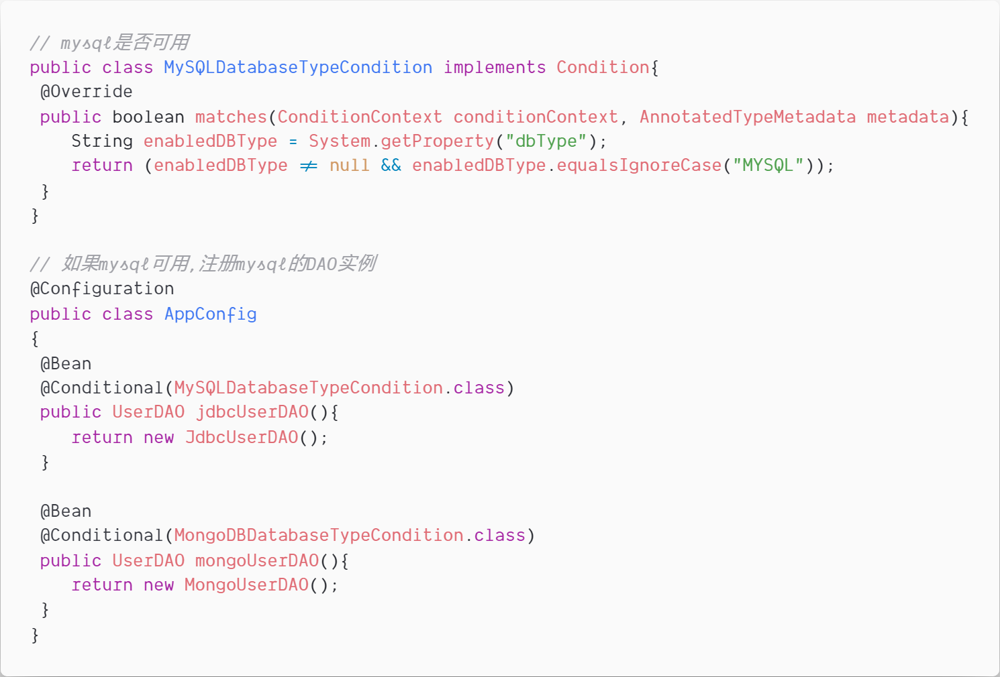 // mysql是否可用
public class MySQLDatabaseTypeCondition implements Condition{
 @Override
 public boolean matches(ConditionContext conditionContext, AnnotatedTypeMetadata metadata){
    String enabledDBType = System.getProperty("dbType");
    return (enabledDBType != null && enabledDBType.equalsIgnoreCase("MYSQL"));
 }
}

// 如果mysql可用,注册mysql的DAO实例
@Configuration
public class AppConfig
{
 @Bean
 @Conditional(MySQLDatabaseTypeCondition.class)
 public UserDAO jdbcUserDAO(){
    return new JdbcUserDAO();
 }

 @Bean
 @Conditional(MongoDBDatabaseTypeCondition.class)
 public UserDAO mongoUserDAO(){
    return new MongoUserDAO();
 }
}